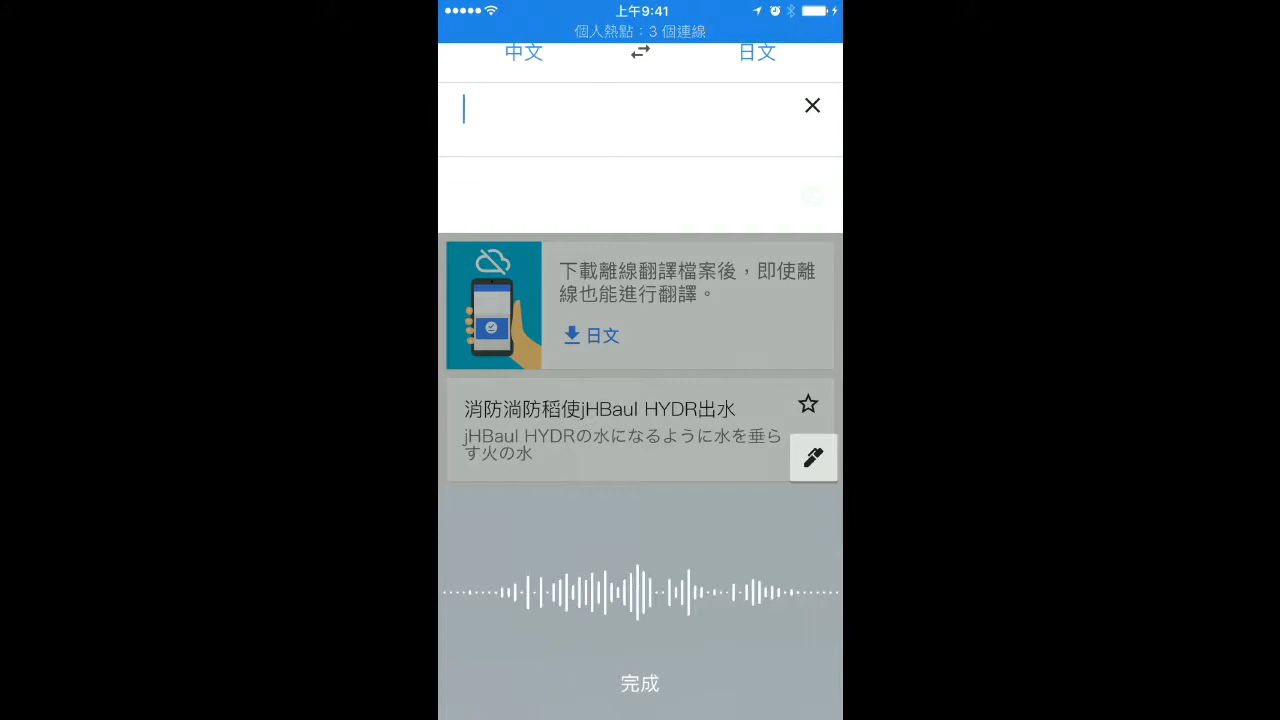 上午9:41
個人熱點：3 個連線
中文
日文
下載離線翻譯檔案後，即使離
線也能進行翻譯。
日文
消防淌防稻使jHBaul HYDR出水
jHBaul HYDRの水になるように水を垂ら
す火の水
完成